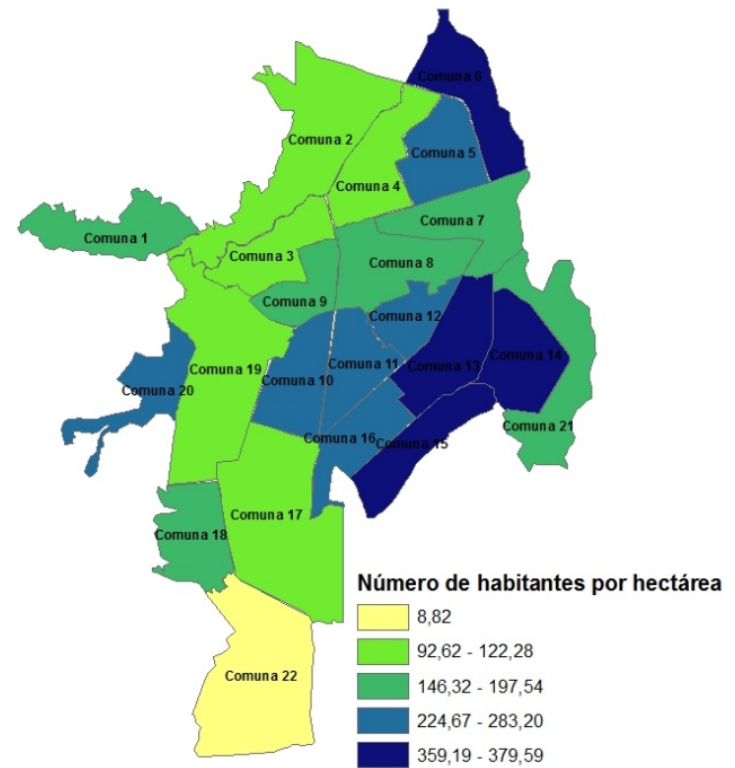 Comuna 6
Comuna 2
Comuna 5
Comuna 4
Comuna 7
Comuna 1
Comuna 3
Comuna 8
Comuna 9
Comuna 12
Comuna 14
Comuna 11
Comuna 13
Comuna 19
Comuna 10
Comuna 20
Comuna 21
Comuna 16
Comuna 15
Comuna 17
Comuna 18
Número de habitantes por hectárea
8,82
92,62 - 122,28
Comuna 22
146,32 - 197,54
224,67 - 283,20
359,19 - 379,59